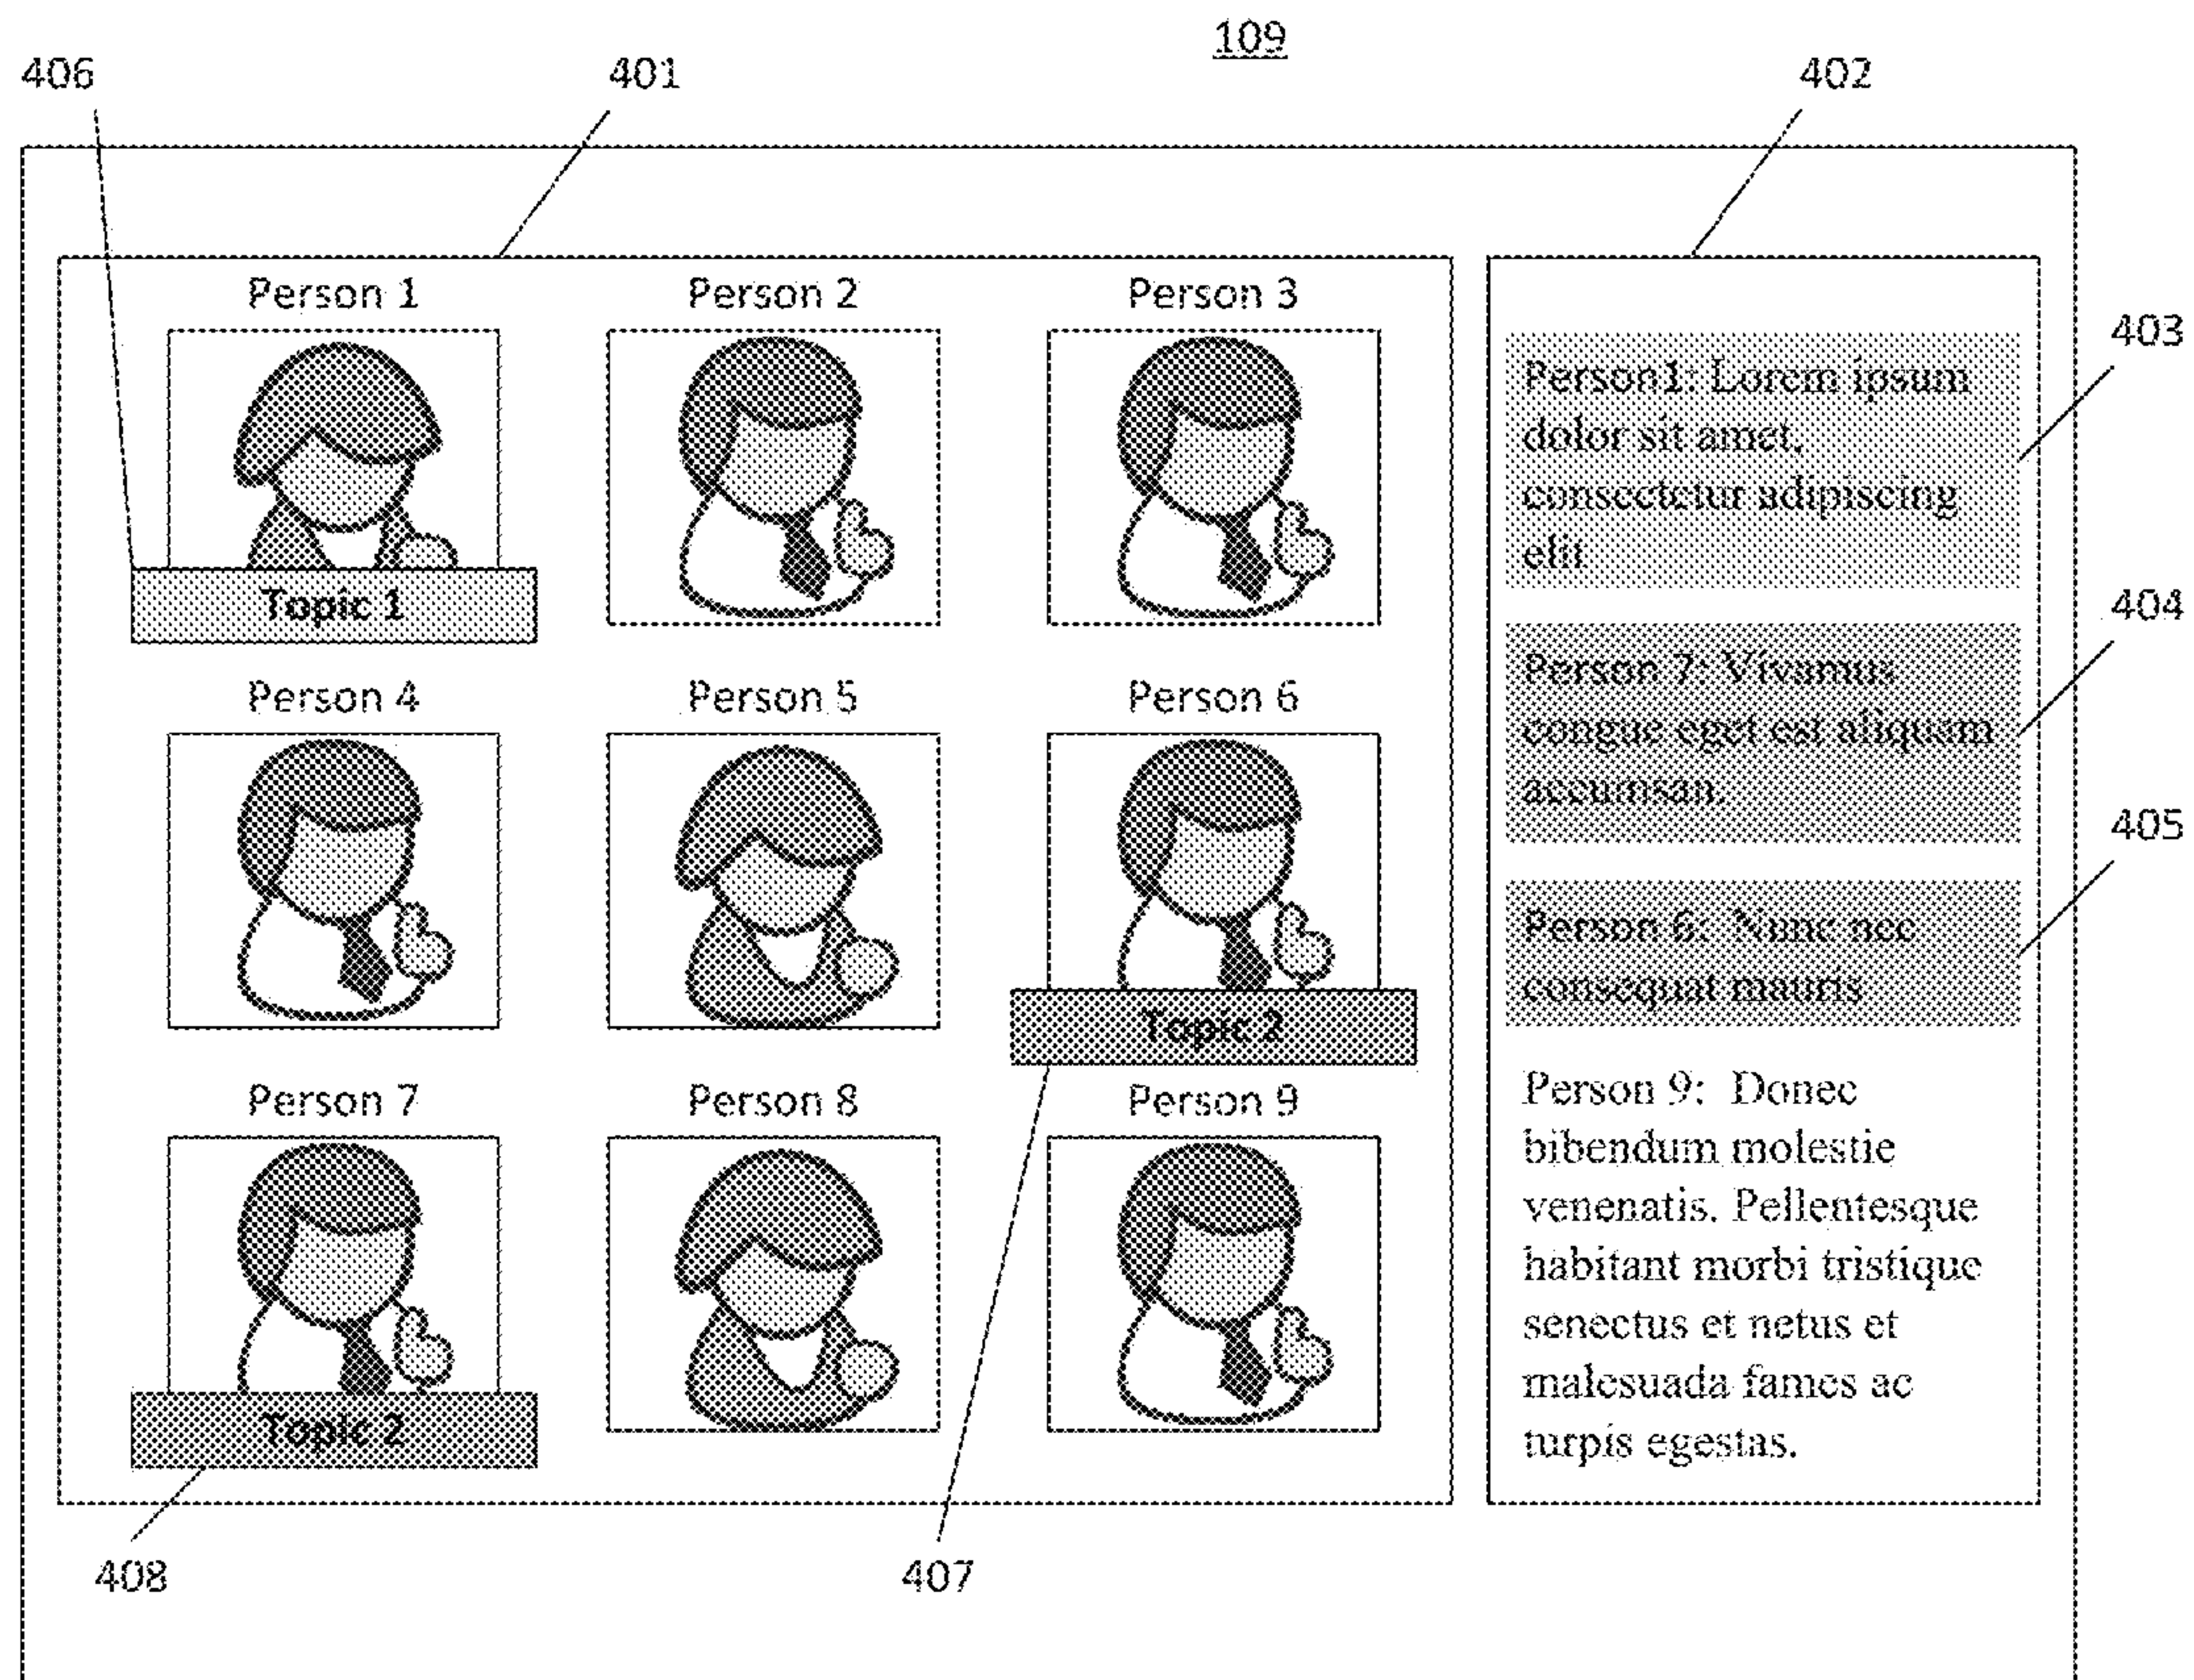 109
406
401
402
Person 1
Person 2
Person 3
Topic 1
Person 4
Person 5
Person 6
Topic 2
Person 7
Person 8
Person 9
Topic 2
408
407
Person1: Lorem ipsum
dolor sit amet,
consectetur adipiscing
elit
403
Person 7: Vivamus
congue eget est aliquam
accumsan.
404
Person 6: Nunc nec
consequat mauris
405
Person 9: Donec
bibendum molestie
venenatis. Pellentesque
habitant morbi tristique
senectus et netus et
malesuada fames ac
turpis egestas.